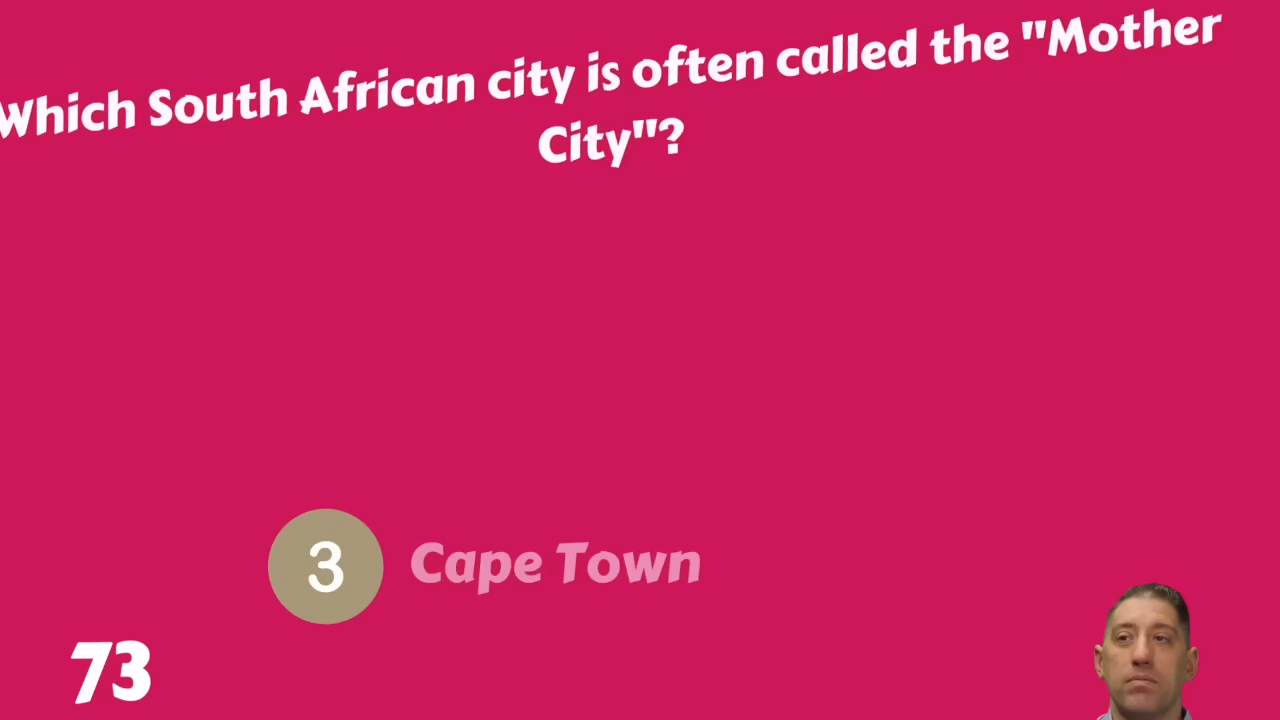 Which South African city is often called the "Mother
City"?
3 Cape Town
73